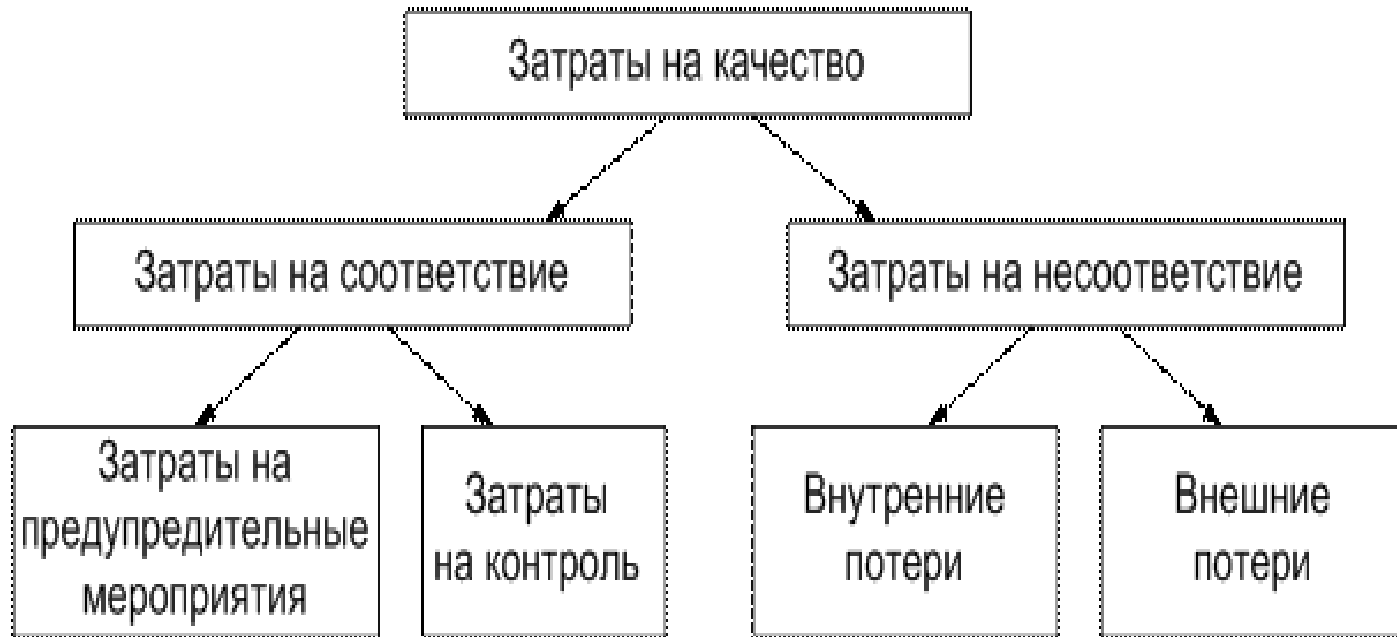 Затраты на качество
Затраты на соответствие
Затраты на несоответствие
Затраты на
предупредительные
мероприятия
Затраты
на контроль
Внутренние
потери
Внешние
потери